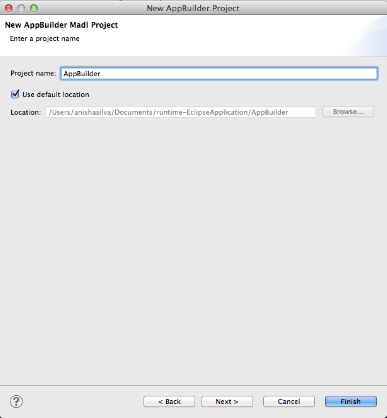 New AppBuilder Project
New AppBuilder Madl Project
Enter a project name
Project name: AppBuilder
Use default location
Location: /Users/anishasilva/Documents/runtime-EclipseApplication/AppBuilder Browse...
? < Back Next > Cancel Finish